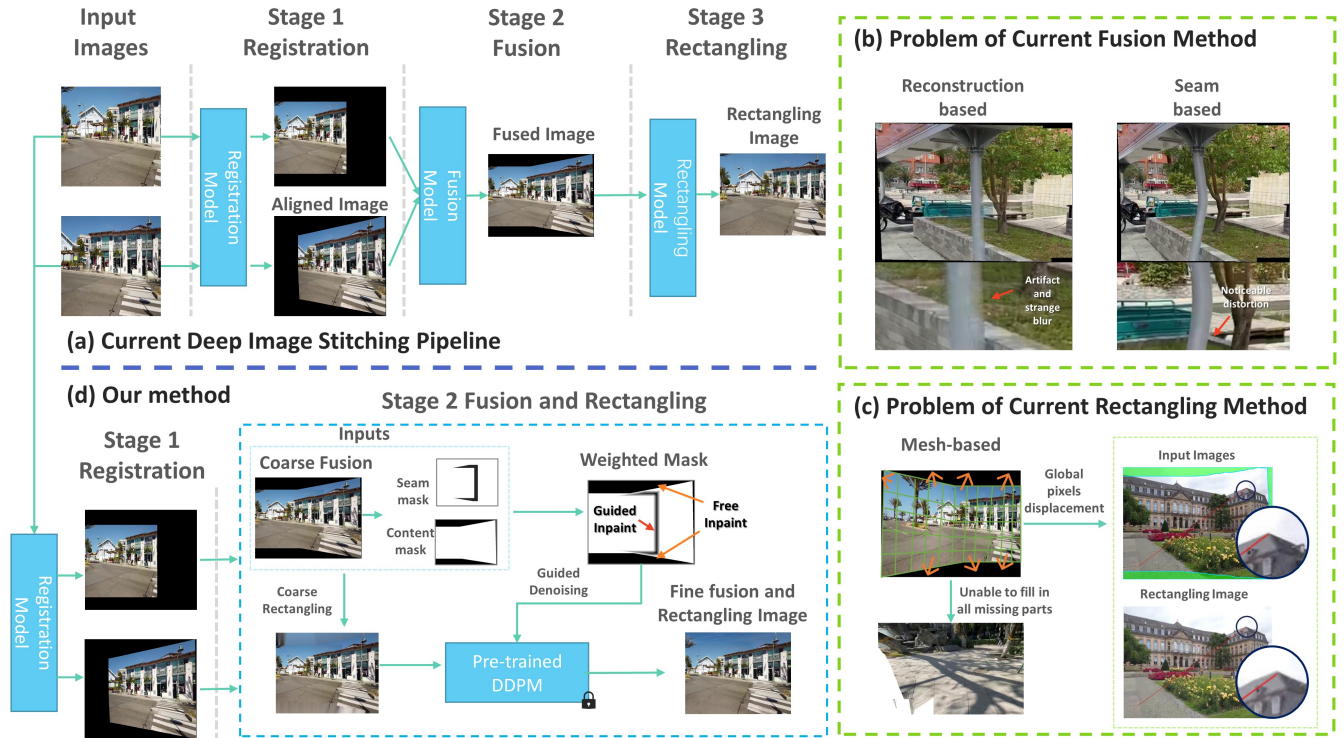 Input
Images
Stage 1
Registration
Stage 2
Fusion
Stage 3
Rectangling
Registration
Model
Aligned Image
Fusion
Model
Fused Image
Rectangling
Model
Rectangling
Image
(a) Current Deep Image Stitching Pipeline
(b) Problem of Current Fusion Method
Reconstruction
based
Seam
based
Artifact
and
strange
blur
Noticeable
distortion
(c) Problem of Current Rectangling Method
Mesh-based
Global
pixels
displacement
Input Images
Unable to fill in
all missing parts
Rectangling Image
(d) Our method
Stage 1
Registration
Registration
Model
Stage 2 Fusion and Rectangling
Inputs
Coarse Fusion
Seam
mask
Content
mask
Weighted Mask
Guided
Inpaint
Free
Inpaint
Coarse
Rectangling
Guided
Denoising
Pre-trained
DDPM
Fine fusion and
Rectangling Image